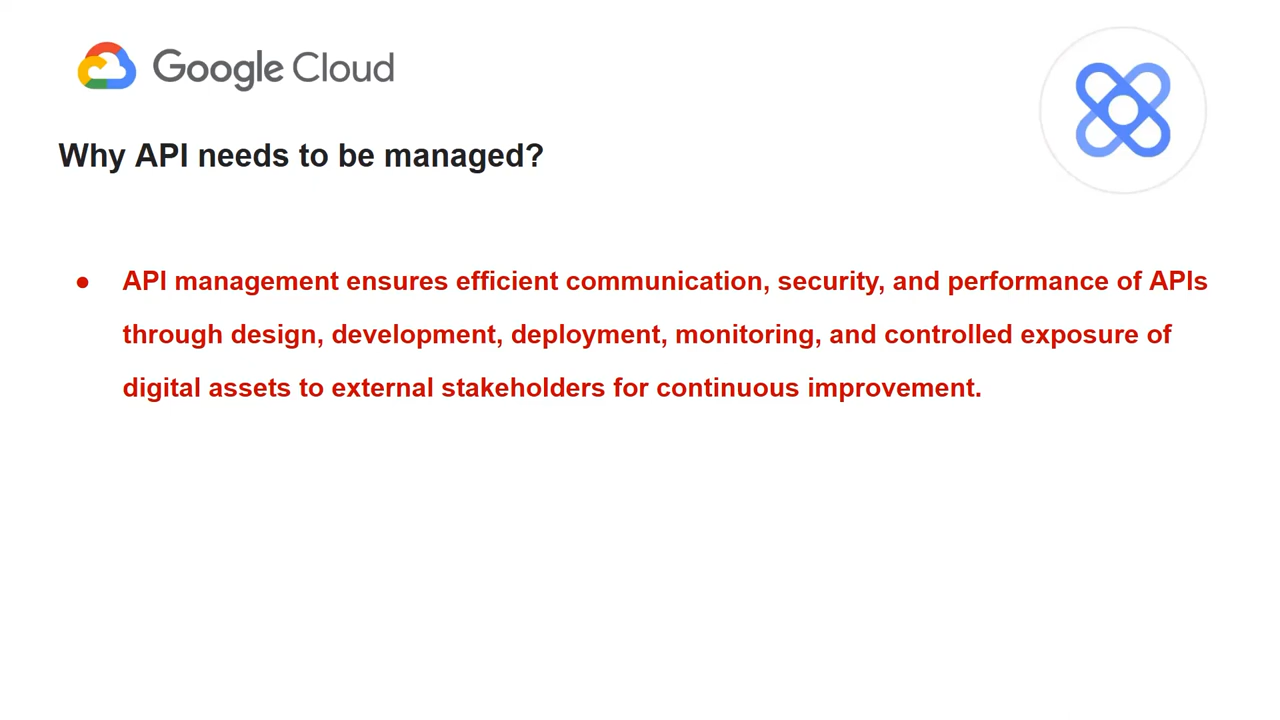 Google Cloud
Why API needs to be managed?
● API management ensures efficient communication, security, and performance of APIs
through design, development, deployment, monitoring, and controlled exposure of
digital assets to external stakeholders for continuous improvement.